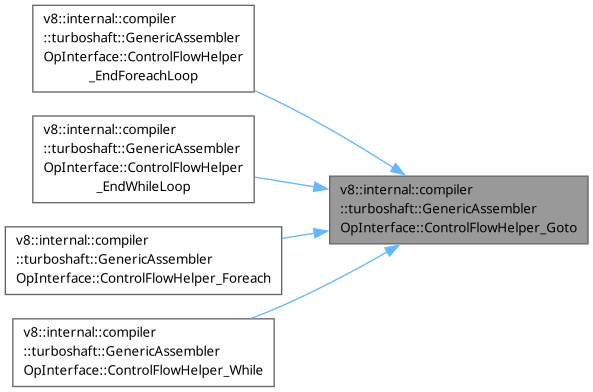 v8::internal::compiler
::turboshaft::GenericAssembler
OpInterface::ControlFlowHelper
_EndForeachLoop
v8::internal::compiler
::turboshaft::GenericAssembler
OpInterface::ControlFlowHelper
_EndWhileLoop
v8::internal::compiler
::turboshaft::GenericAssembler
OpInterface::ControlFlowHelper_Goto
v8::internal::compiler
::turboshaft::GenericAssembler
OpInterface::ControlFlowHelper_Foreach
v8::internal::compiler
::turboshaft::GenericAssembler
OpInterface::ControlFlowHelper_While